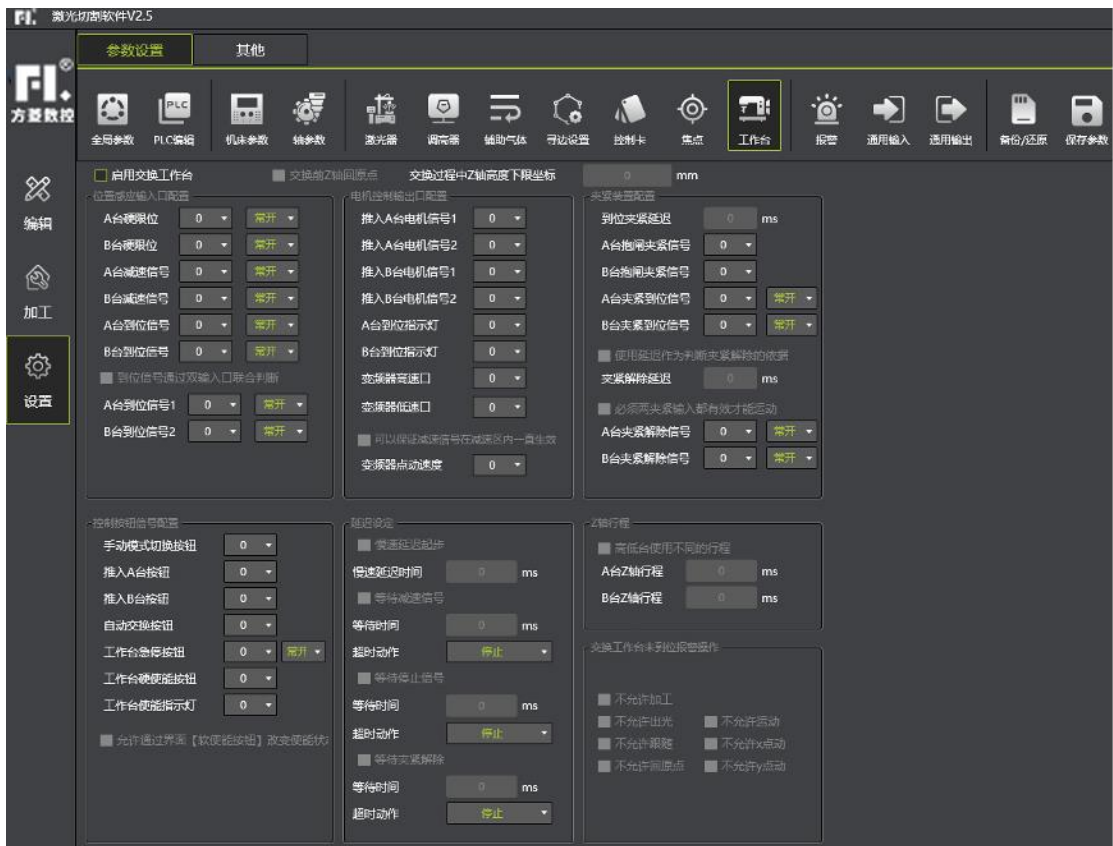 FL 激光切割软件V2.5
参数设置 其他
FL
方菱数控
全局参数 PLC编辑 机床参数 轴参数 激光器 调高器 辅助气体 寻边设置 控制卡 焦点 工作台 报警 通用输入 通用输出 备份/还原 保存参数
编辑
加工
设置
启用交换工作台 交换前Z轴回原点 交换过程中Z轴高度下限坐标 0 mm
位置感应输入口配置
A台硬限位 0 常开
B台硬限位 0 常开
A台减速信号 0 常开
B台减速信号 0 常开
A台到位信号 0 常开
B台到位信号 0 常开
到位信号通过双输入口联合判断
A台到位信号1 0 常开
B台到位信号2 0 常开
电机控制输出口配置
推入A台电机信号1 0
推入A台电机信号2 0
推入B台电机信号1 0
推入B台电机信号2 0
A台到位指示灯 0
B台到位指示灯 0
变频器高速口 0
变频器低速口 0
可以保证减速信号在减速区内一直生效
变频器点动速度 0
夹紧装置配置
到位夹紧延迟 0 ms
A台抱闸夹紧信号 0
B台抱闸夹紧信号 0
A台夹紧到位信号 0 常开
B台夹紧到位信号 0 常开
使用延迟作为判断夹紧解除的依据
夹紧解除延迟 0 ms
必须两夹紧输入都有效才能运动
A台夹紧解除信号 0 常开
B台夹紧解除信号 0 常开
控制按钮信号配置
手动模式切换按钮 0
推入A台按钮 0
推入B台按钮 0
自动交换按钮 0
工作台急停按钮 0 常开
工作台硬使能按钮 0
工作台使能指示灯 0
允许通过界面【软使能按钮】改变使能状
延迟设定
慢速延迟起步
慢速延迟时间 0 ms
等待减速信号
等待时间 0 ms
超时动作 停止
等待停止信号
等待时间 0 ms
超时动作 停止
等待夹紧解除
等待时间 0 ms
超时动作 停止
Z轴行程
高低台使用不同的行程
A台Z轴行程 0 ms
B台Z轴行程 0 ms
交换工作台未到位报警操作
不允许加工
不允许出光 不允许运动
不允许跟随 不允许x点动
不允许回原点 不允许y点动